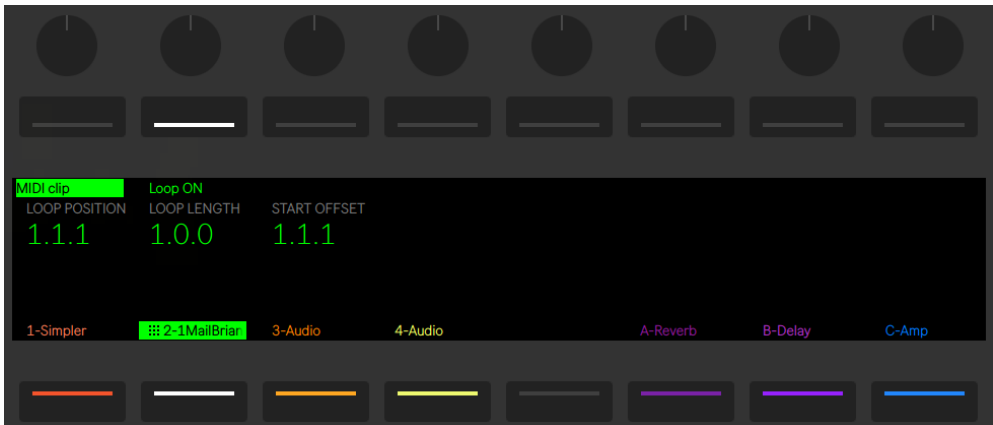 MIDI clip Loop ON
LOOP POSITION LOOP LENGTH START OFFSET
1.1.1 1.0.0 1.1.1
1-Simpler 2-1MailBrian 3-Audio 4-Audio A-Reverb B-Delay C-Amp